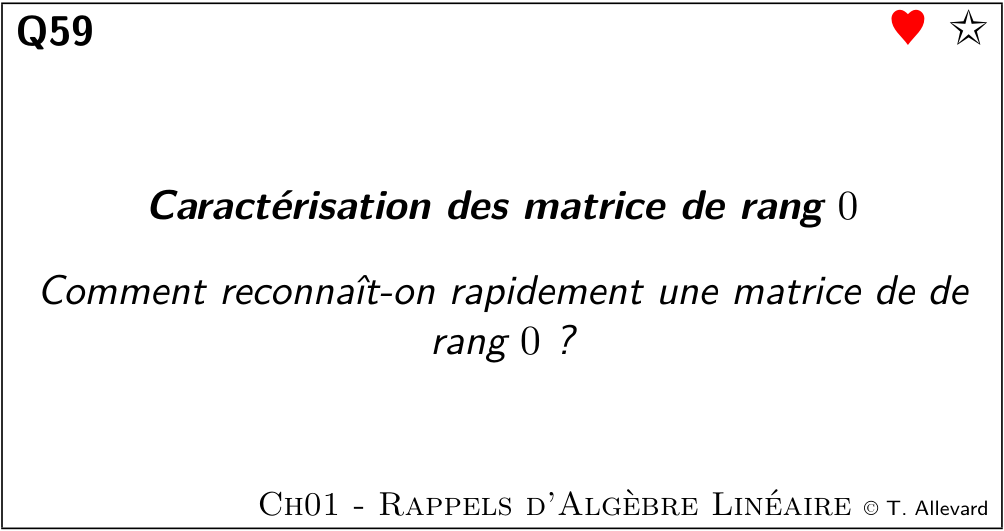 Q59
Caractérisation des matrice de rang 0
Comment reconnaît-on rapidement une matrice de de
rang 0 ?
Ch01 - Rappels d'Algèbre Linéaire © T. Allevard